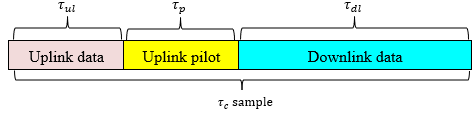 τ_ul τ_p τ_dl
Uplink data Uplink pilot Downlink data
τ_c sample